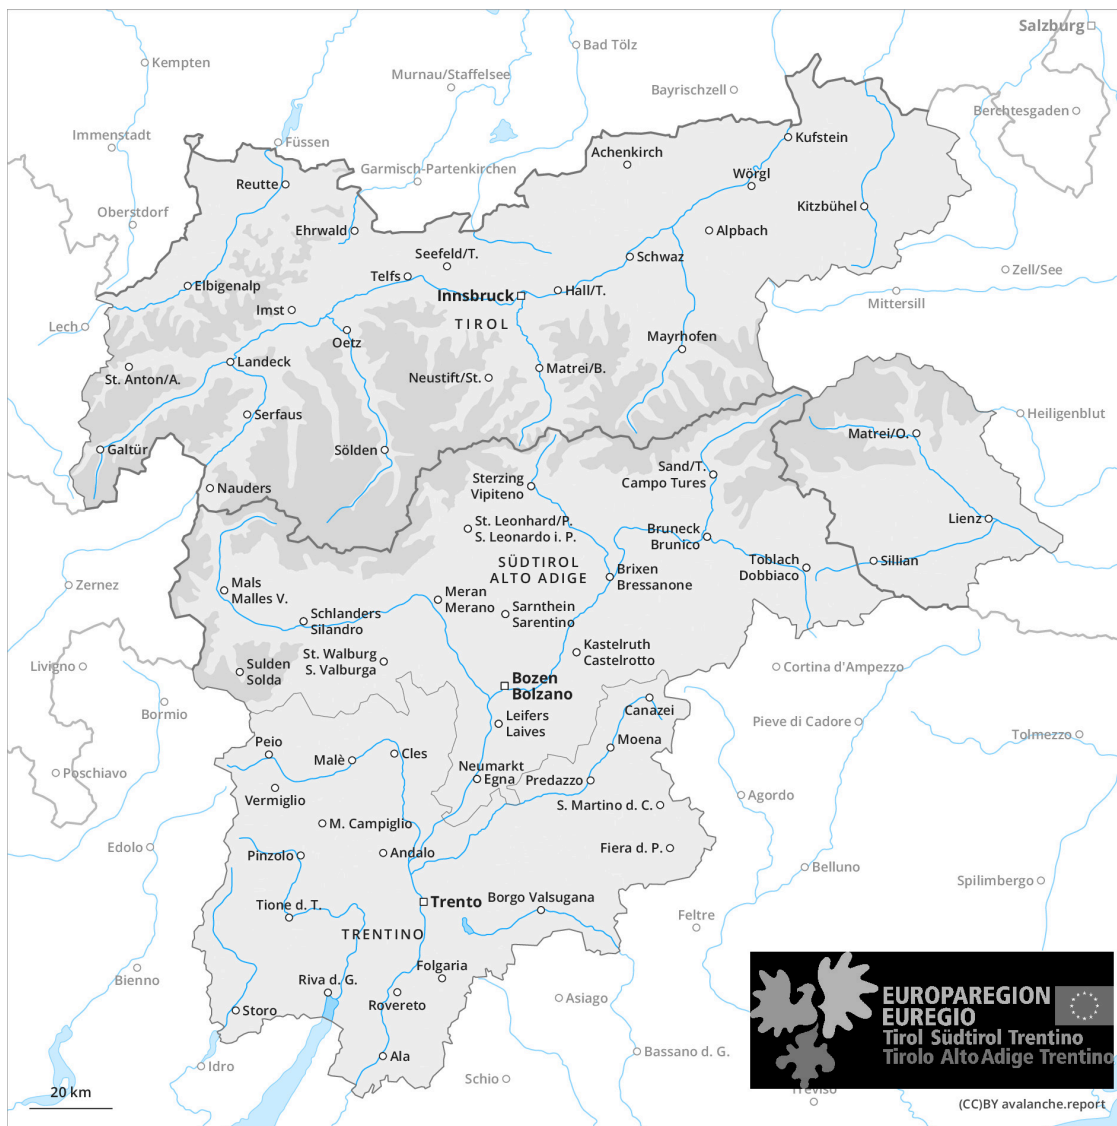 Salzburg
Bad Tölz
Kempten
Murnau/Staffelsee
Bayrischzell
Berchtesgaden
Immenstadt
Füssen
Kufstein
Achenkirch
Garmisch-Partenkirchen
Wörgl
Reutte
Oberstdorf
Kitzbühel
Ehrwald
Alpbach
Seefeld/T.
Schwaz
Telfs
Zell/See
Elbigenalp
Hall/T.
Innsbruck
Mittersill
Imst
TIROL
Lech
Oetz
Mayrhofen
Landeck
Matrei/B.
St. Anton/A.
Neustift/St.
Serfaus
Heiligenblut
Matrei/O.
Galtür
Sölden
Sand/T.
Campo Tures
Sterzing
Vipiteno
Nauders
Lienz
St. Leonhard/P.
S. Leonardo i. P.
Bruneck
Brunico
SÜDTIROL
ALTO ADIGE
Toblach
Dobbiaco
Sillian
Brixen
Bressanone
Zernez
Mals
Malles V.
Meran
Merano
Schlanders
Silandro
Sarnthein
Sarentino
Kastelruth
Castelrotto
St. Walburg
S. Valburga
Livigno
Sulden
Solda
Cortina d'Ampezzo
Bozen
Bolzano
Bormio
Canazei
Leifers
Laives
Pieve di Cadore
Tolmezzo
Peio
Moena
Cles
Malè
Poschiavo
Neumarkt
Egna
Predazzo
Vermiglio
Agordo
S. Martino d. C.
M. Campiglio
Edolo
Pinzolo
Andalo
Fiera d. P.
Belluno
Spilimbergo
Borgo Valsugana
Trento
Tione d. T.
Feltre
TRENTINO
Bienno
Folgaria
Riva d. G.
Rovereto
Asiago
Storo
EUROPAREGION
EUREGIO
Tirol Südtirol Trentino
Tirolo Alto Adige Trentino
Ala
Bassano d. G.
Idro
Schio
20 km
Treviso
(CC)BY avalanche.report